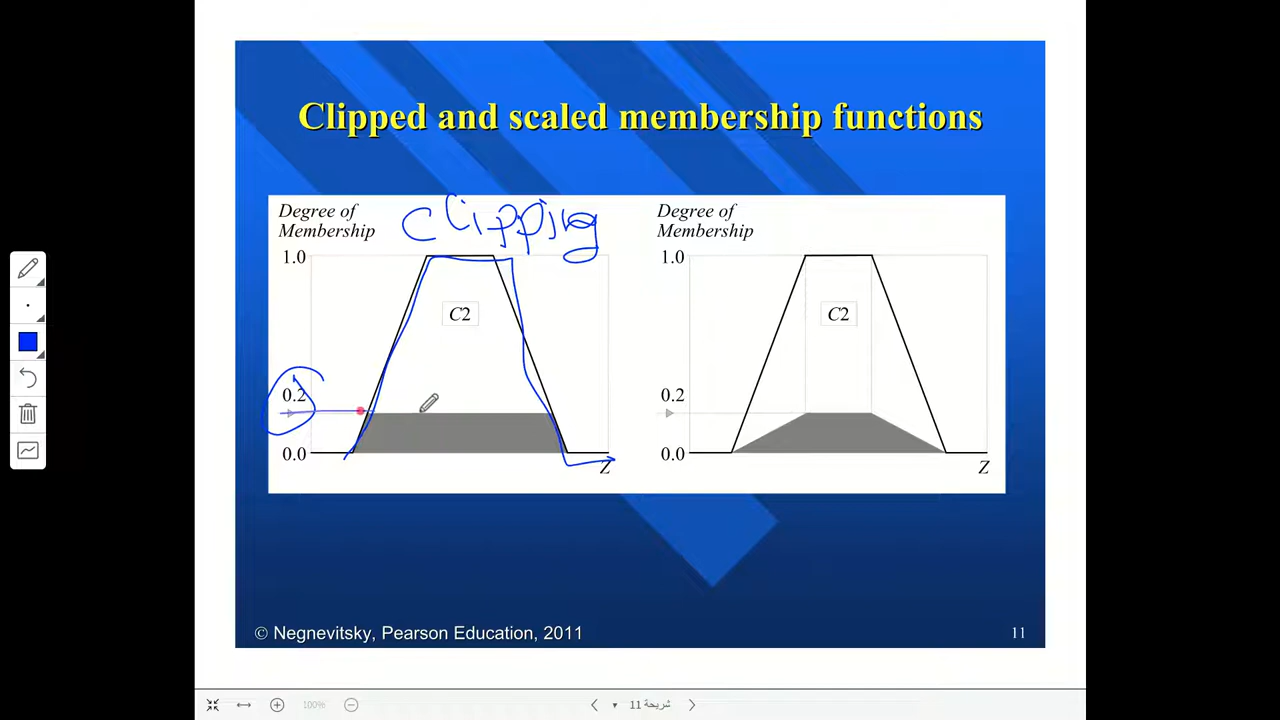 Clipped and scaled membership functions
Degree of
Membership
Clipping
1.0
C2
0.2
0.0
Z
Degree of
Membership
1.0
C2
0.2
0.0
Z
© Negnevitsky, Pearson Education, 2011
11
100%
شريحة 11